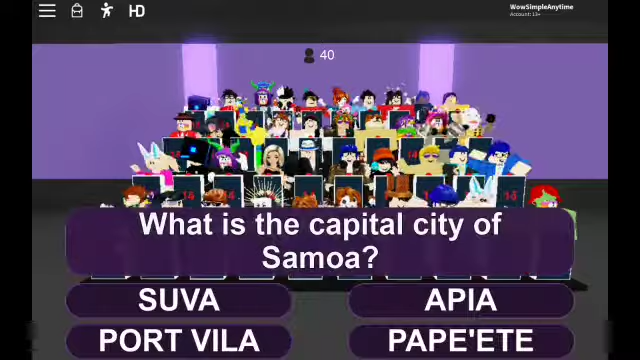 HD
WowSimpleAnytime
Account: 13+
40
What is the capital city of
Samoa?
SUVA
APIA
PORT VILA
PAPE'ETE